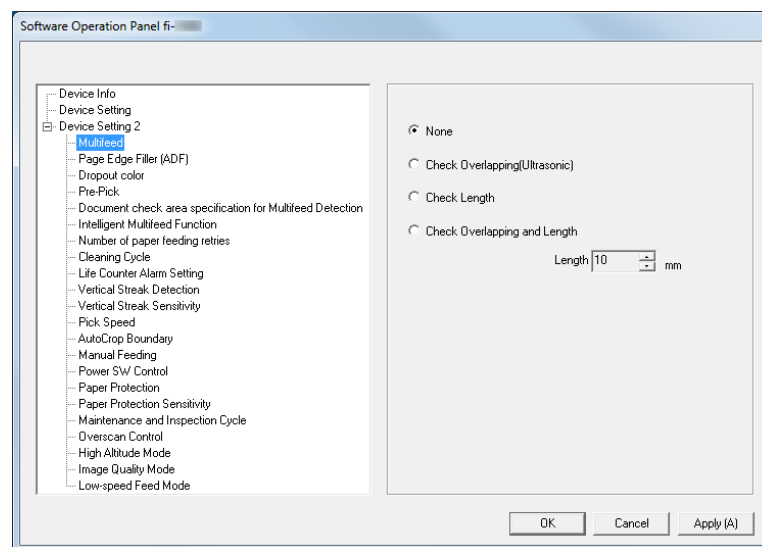 Software Operation Panel fi-
Device Info
Device Setting
Device Setting 2
Multifeed
Page Edge Filler (ADF)
Dropout color
Pre-Pick
Document check area specification for Multifeed Detection
Intelligent Multifeed Function
Number of paper feeding retries
Cleaning Cycle
Life Counter Alarm Setting
Vertical Streak Detection
Vertical Streak Sensitivity
Pick Speed
AutoCrop Boundary
Manual Feeding
Power SW Control
Paper Protection
Paper Protection Sensitivity
Maintenance and Inspection Cycle
Overscan Control
High Altitude Mode
Image Quality Mode
Low-speed Feed Mode
None
Check Overlapping(Ultrasonic)
Check Length
Check Overlapping and Length
Length 10 mm
OK Cancel Apply (A)